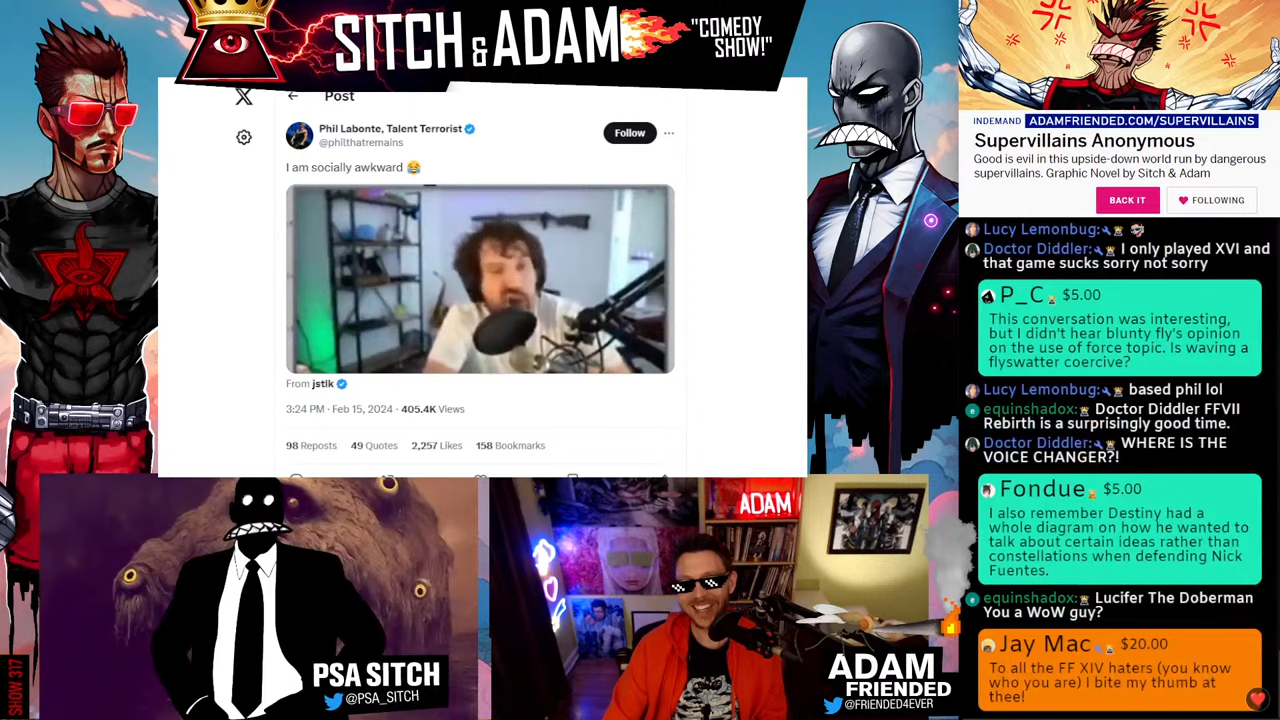 SITCH & ADAM
"COMEDY
SHOW!"
Post
Phil Labonte, Talent Terrorist
@philthatremains
Follow
I am socially awkward 😂
From jstlk
3:24 PM · Feb 15, 2024 · 405.4K Views
98 Reposts 49 Quotes 2,257 Likes 158 Bookmarks
INDEMAND ADAMFRIENDED.COM/SUPERVILLAINS
Supervillains Anonymous
Good is evil in this upside-down world run by dangerous
supervillains. Graphic Novel by Sitch & Adam
BACK IT
FOLLOWING
Lucy Lemonbug:
Doctor Diddler: I only played XVI and
that game sucks sorry not sorry
P_C $5.00
This conversation was interesting,
but I didn't hear blunty fly's opinion
on the use of force topic. Is waving a
flyswatter coercive?
Lucy Lemonbug: based phil lol
equinshadox: Doctor Diddler FFVII
Rebirth is a surprisingly good time.
Doctor Diddler: WHERE IS THE
VOICE CHANGER?!
Fondue $5.00
I also remember Destiny had a
whole diagram on how he wanted to
talk about certain ideas rather than
constellations when defending Nick
Fuentes.
equinshadox: Lucifer The Doberman
You a WoW guy?
Jay Mac $20.00
To all the FF XIV haters (you know
who you are) I bite my thumb at
thee!
SHOW 317
PSA SITCH
@PSA_SITCH
ADAM
ADAM
FRIENDED
@FRIENDED4EVER